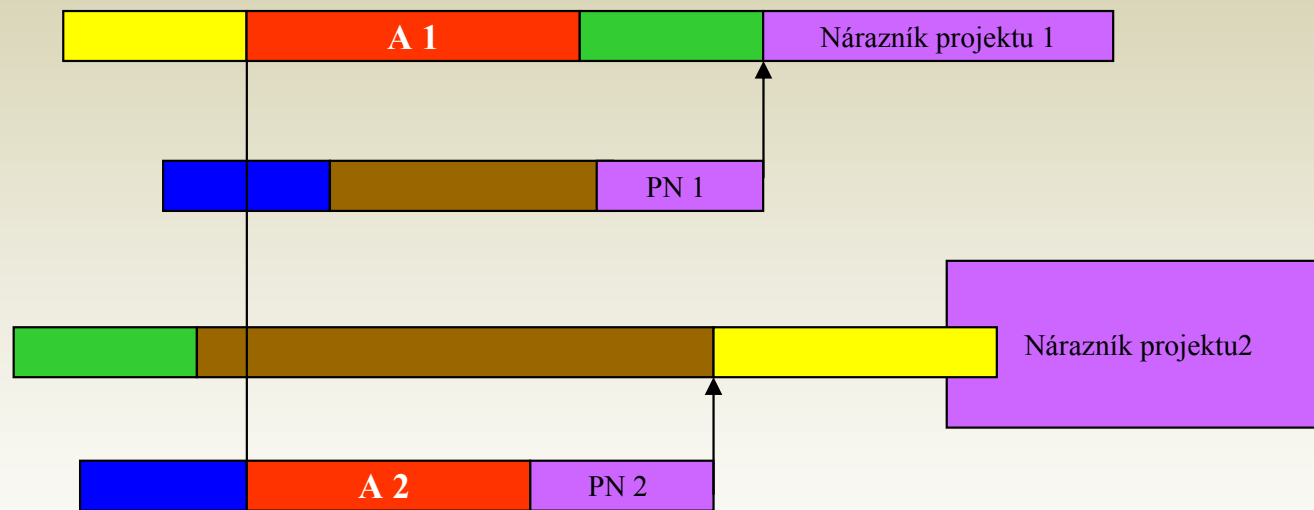 A 1
Nárazník projektu 1
PN 1
Nárazník projektu2
A 2
PN 2